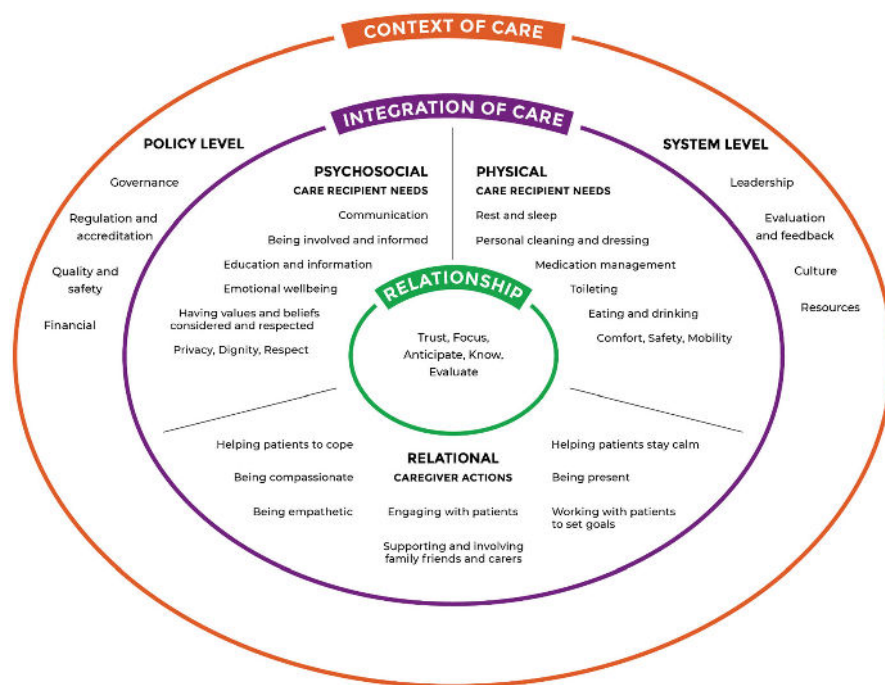 CONTEXT OF CARE
INTEGRATION OF CARE
POLICY LEVEL
Governance
Regulation and
accreditation
Quality and
safety
Financial
SYSTEM LEVEL
Leadership
Evaluation
and feedback
Culture
Resources
PSYCHOSOCIAL
CARE RECIPIENT NEEDS
Communication
Being involved and informed
Education and information
Emotional wellbeing
Having values and beliefs
considered and respected
Privacy, Dignity, Respect
PHYSICAL
CARE RECIPIENT NEEDS
Rest and sleep
Personal cleaning and dressing
Medication management
Toileting
Eating and drinking
Comfort, Safety, Mobility
RELATIONSHIP
Trust, Focus,
Anticipate, Know,
Evaluate
RELATIONAL
CAREGIVER ACTIONS
Helping patients to cope
Being compassionate
Being empathetic
Engaging with patients
Supporting and involving
family friends and carers
Helping patients stay calm
Being present
Working with patients
to set goals